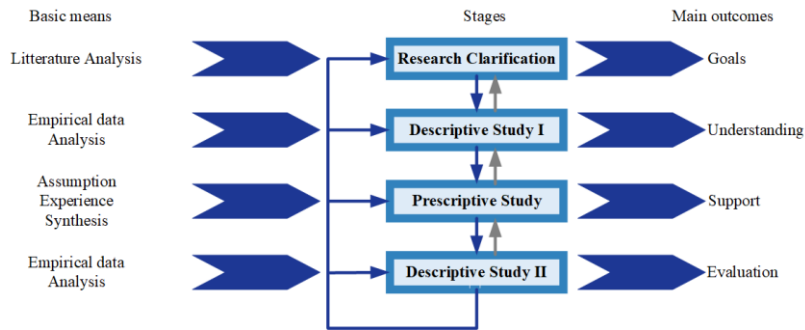 Basic means
Stages
Main outcomes
Litterature Analysis
Research Clarification
Goals
Empirical data
Analysis
Descriptive Study I
Understanding
Assumption
Experience
Synthesis
Prescriptive Study
Support
Empirical data
Analysis
Descriptive Study II
Evaluation